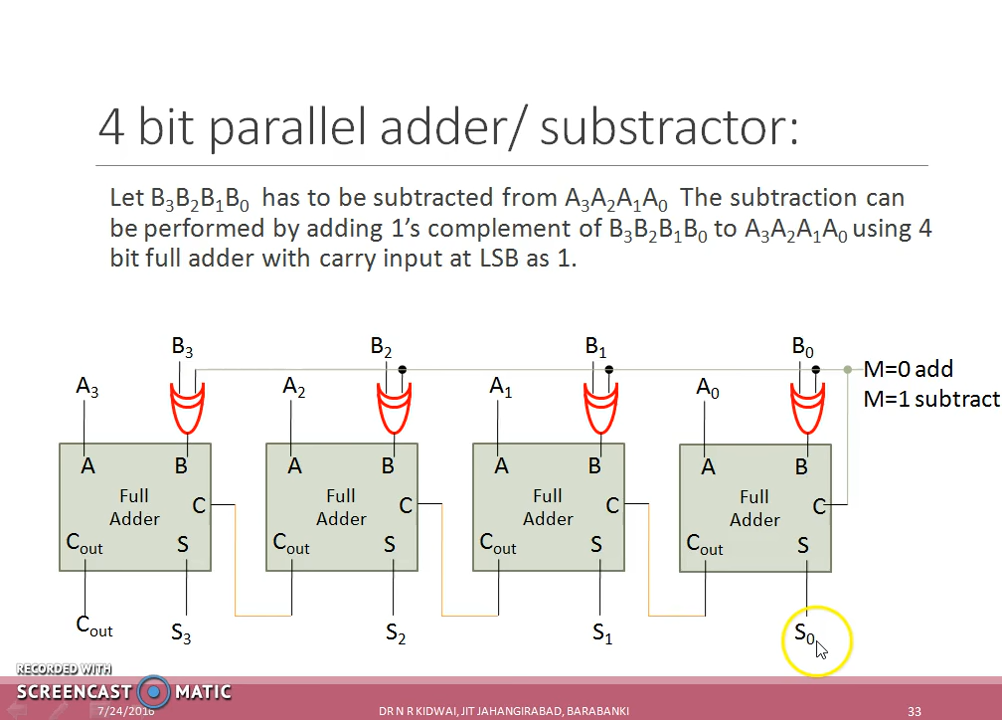 4 bit parallel adder/ substractor:
Let B₃B₂B₁B₀ has to be subtracted from A₃A₂A₁A₀ The subtraction can
be performed by adding 1's complement of B₃B₂B₁B₀ to A₃A₂A₁A₀ using 4
bit full adder with carry input at LSB as 1.
B₃ B₂ B₁ B₀
M=0 add
A₃ A₂ A₁ A₀
M=1 subtract
A B A B A B A B
Full Full Full Full
C C C C
Adder Adder Adder Adder
Cout S Cout S Cout S Cout S
Cout S₃ S₂ S₁ S₀
RECORDED WITH
SCREENCAST MATIC
7/24/2016 DR N R KIDWAI, JIT JAHANGIRABAD, BARABANKI 33